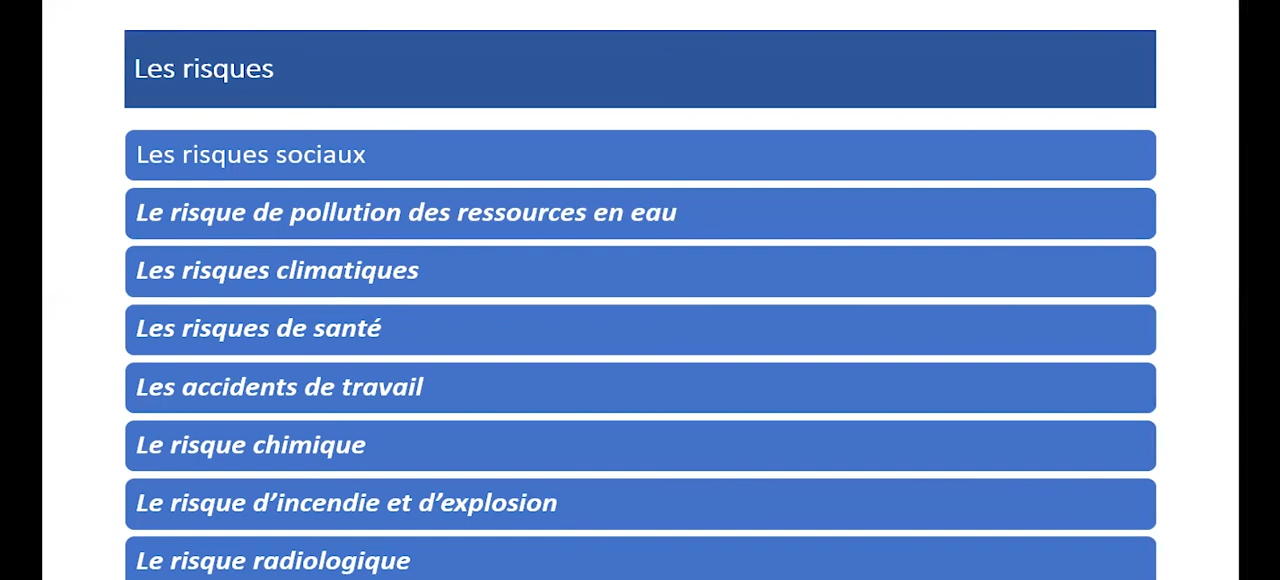 Les risques
Les risques sociaux
Le risque de pollution des ressources en eau
Les risques climatiques
Les risques de santé
Les accidents de travail
Le risque chimique
Le risque d’incendie et d’explosion
Le risque radiologique